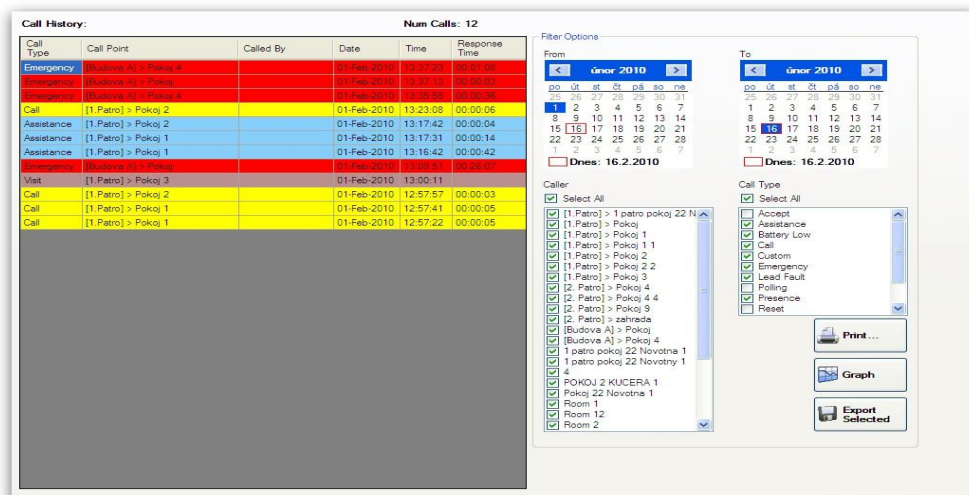 Call History: Num Calls: 12
Call Type Call Point Called By Date Time Response Time
Emergency [Budova A] > Pokoj 4 01-Feb-2010 13:37:23 00:01:08
Emergency [Budova A] > Pokoj 4 01-Feb-2010 13:37:13 00:00:03
Emergency [Budova A] > Pokoj 4 01-Feb-2010 13:35:56 00:00:36
Call [1.Patro] > Pokoj 2 01-Feb-2010 13:23:08 00:00:06
Assistance [1.Patro] > Pokoj 2 01-Feb-2010 13:17:42 00:00:04
Assistance [1.Patro] > Pokoj 1 01-Feb-2010 13:17:31 00:00:14
Assistance [1.Patro] > Pokoj 1 01-Feb-2010 13:16:42 00:00:42
Emergency [Budova A] > Pokoj 4 01-Feb-2010 13:00:51
Visit [1.Patro] > Pokoj 3 01-Feb-2010 13:00:11
Call [1.Patro] > Pokoj 2 01-Feb-2010 12:57:57 00:00:03
Call [1.Patro] > Pokoj 1 01-Feb-2010 12:57:41 00:00:05
Call [1.Patro] > Pokoj 1 01-Feb-2010 12:57:22 00:00:05
Filter Options
From
< únor 2010 >
po út st čt pá so ne
25 26 27 28 29 30 31
1 2 3 4 5 6 7
8 9 10 11 12 13 14
15 16 17 18 19 20 21
22 23 24 25 26 27 28
1 2 3 4 5 6 7
Dnes: 16.2.2010
To
< únor 2010 >
po út st čt pá so ne
25 26 27 28 29 30 31
1 2 3 4 5 6 7
8 9 10 11 12 13 14
15 16 17 18 19 20 21
22 23 24 25 26 27 28
1 2 3 4 5 6 7
Dnes: 16.2.2010
Caller
Select All
[1.Patro] > 1 patro pokoj 22 N
[1.Patro] > Pokoj
[1.Patro] > Pokoj 1
[1.Patro] > Pokoj 1 1
[1.Patro] > Pokoj 2
[1.Patro] > Pokoj 2 2
[1.Patro] > Pokoj 3
[2. Patro] > Pokoj 4
[2. Patro] > Pokoj 4 4
[2. Patro] > Pokoj 9
[2. Patro] > zahrada
[Budova A] > Pokoj
[Budova A] > Pokoj 4
1 patro pokoj 22 Novotna 1
1 patro pokoj 22 Novotny 1
4
POKOJ 2 KUCERA 1
Pokoj 22 Novotna 1
Room 1
Room 12
Room 2
Call Type
Select All
Accept
Assistance
Battery Low
Call
Custom
Emergency
Lead Fault
Polling
Presence
Reset
Print...
Graph
Export
Selected